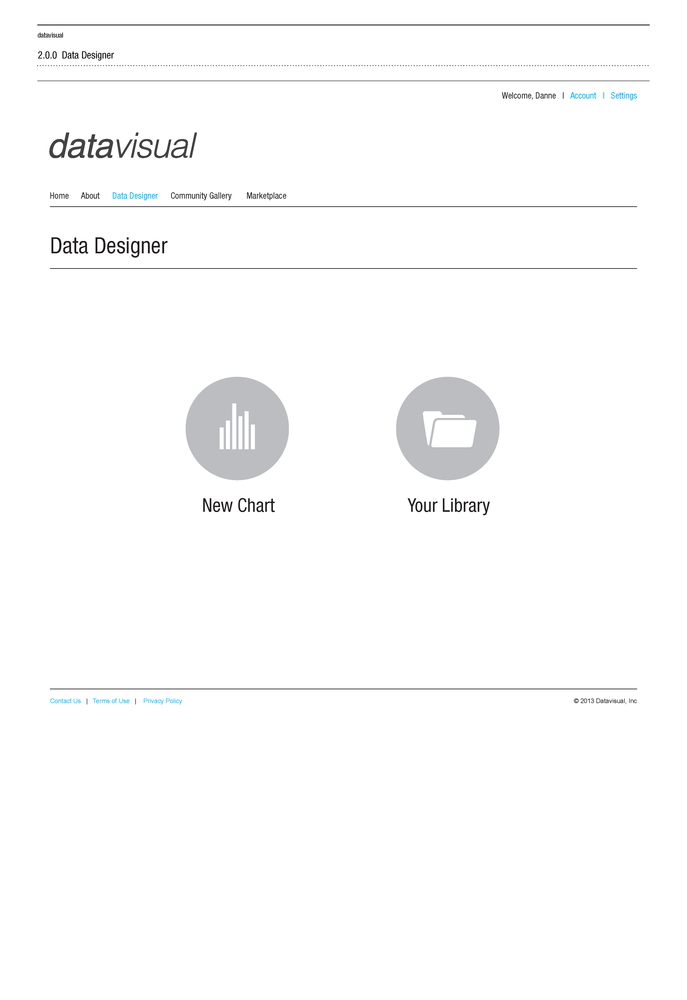 datavisual
2.0.0 Data Designer
Welcome, Danne | Account | Settings
datavisual
Home About Data Designer Community Gallery Marketplace
Data Designer
New Chart Your Library
Contact Us | Terms of Use | Privacy Policy © 2013 Datavisual, Inc